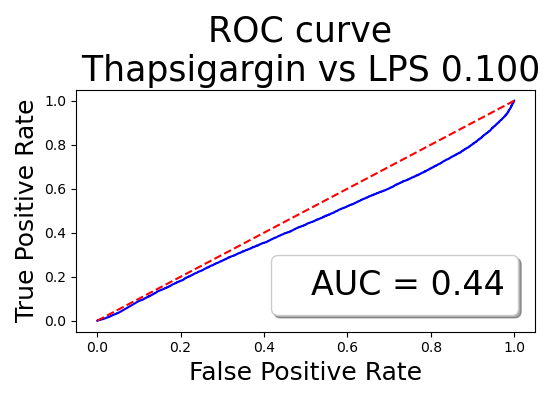 ROC curve
Thapsigargin vs LPS 0.100
True Positive Rate
1.0
0.8
0.6
0.4
0.2
0.0
AUC = 0.44
0.0 0.2 0.4 0.6 0.8 1.0
False Positive Rate